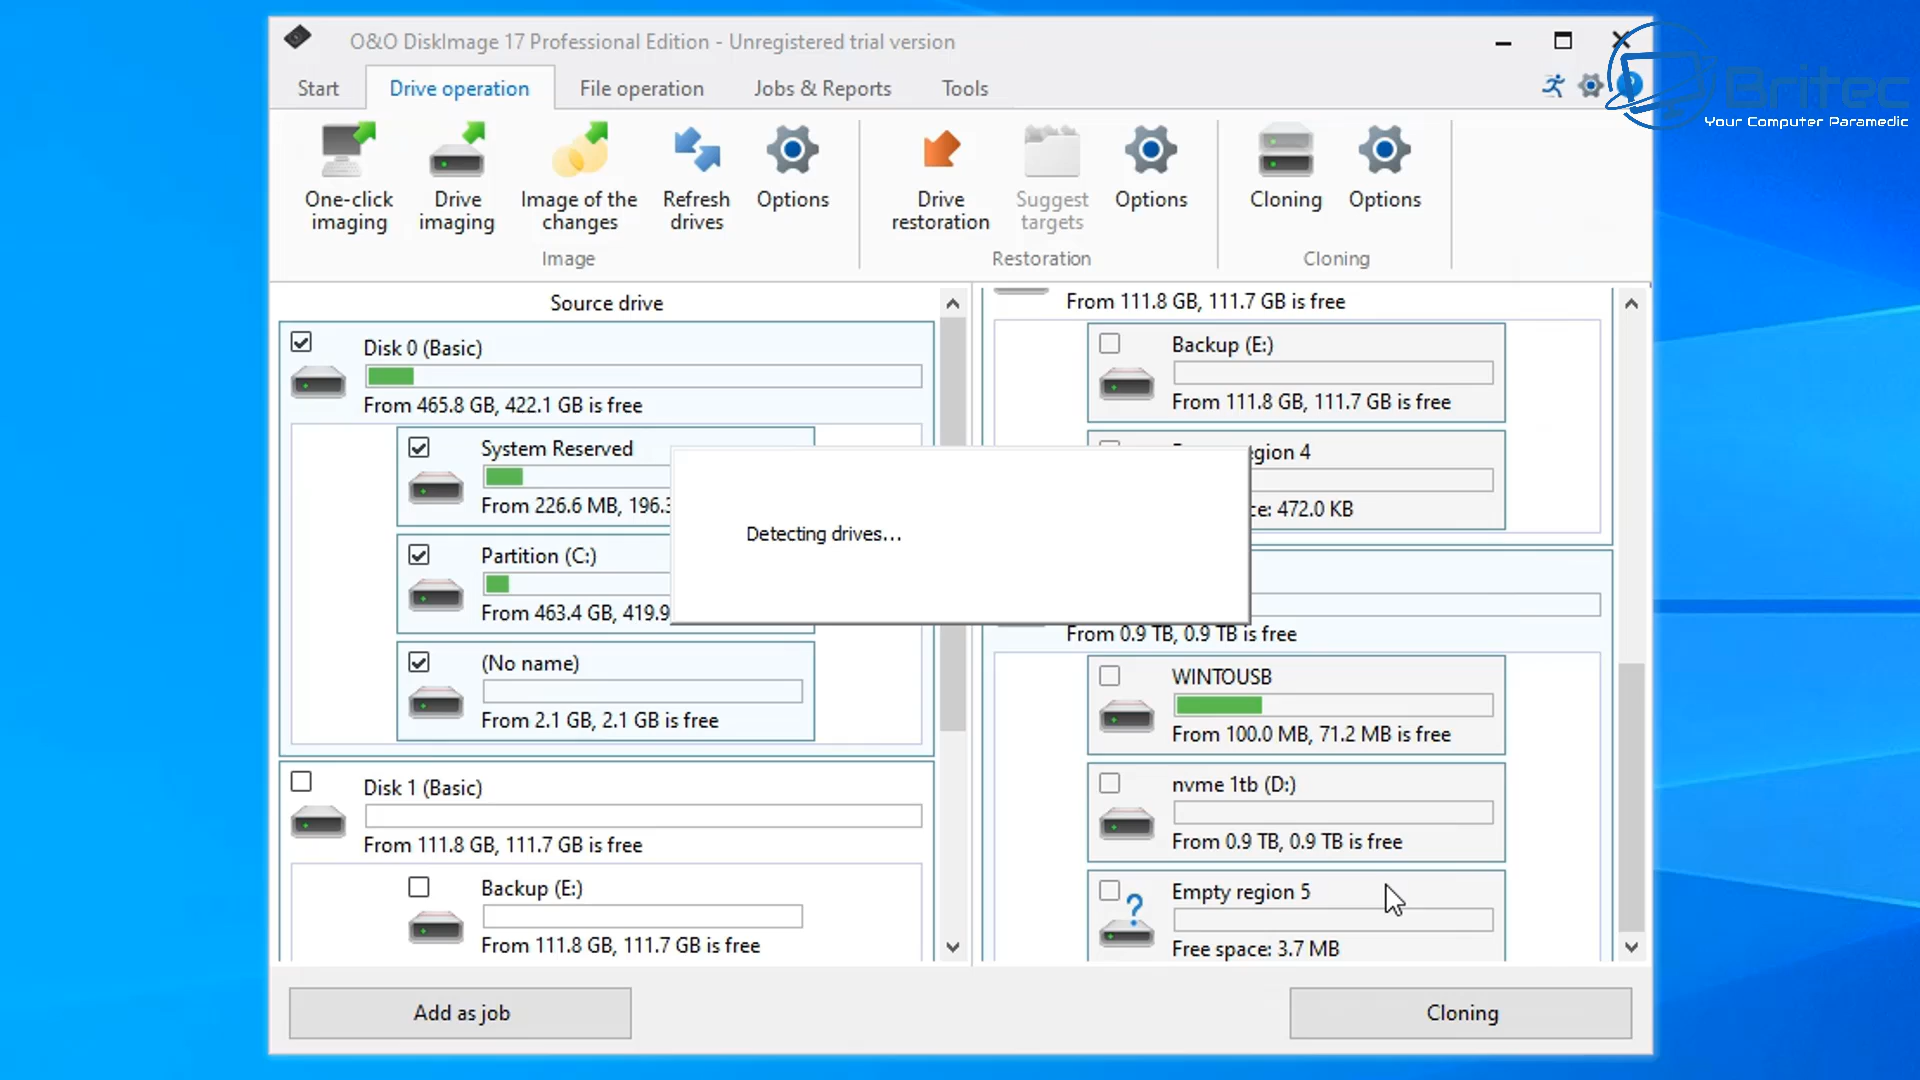 O&O DiskImage 17 Professional Edition - Unregistered trial version
Britec
Your Computer Paramedic
Start
Drive operation
File operation
Jobs & Reports
Tools
One-click
imaging
Drive
imaging
Image of the
changes
Refresh
drives
Options
Drive
restoration
Suggest
targets
Options
Cloning
Options
Image
Restoration
Cloning
Source drive
Disk 0 (Basic)
From 465.8 GB, 422.1 GB is free
System Reserved
From 226.6 MB, 196.3
Partition (C:)
From 463.4 GB, 419.9
(No name)
From 2.1 GB, 2.1 GB is free
Disk 1 (Basic)
From 111.8 GB, 111.7 GB is free
Backup (E:)
From 111.8 GB, 111.7 GB is free
Detecting drives...
From 111.8 GB, 111.7 GB is free
Backup (E:)
From 111.8 GB, 111.7 GB is free
gion 4
ce: 472.0 KB
From 0.9 TB, 0.9 TB is free
WINTOUSB
From 100.0 MB, 71.2 MB is free
nvme 1tb (D:)
From 0.9 TB, 0.9 TB is free
?
Empty region 5
Free space: 3.7 MB
Add as job
Cloning